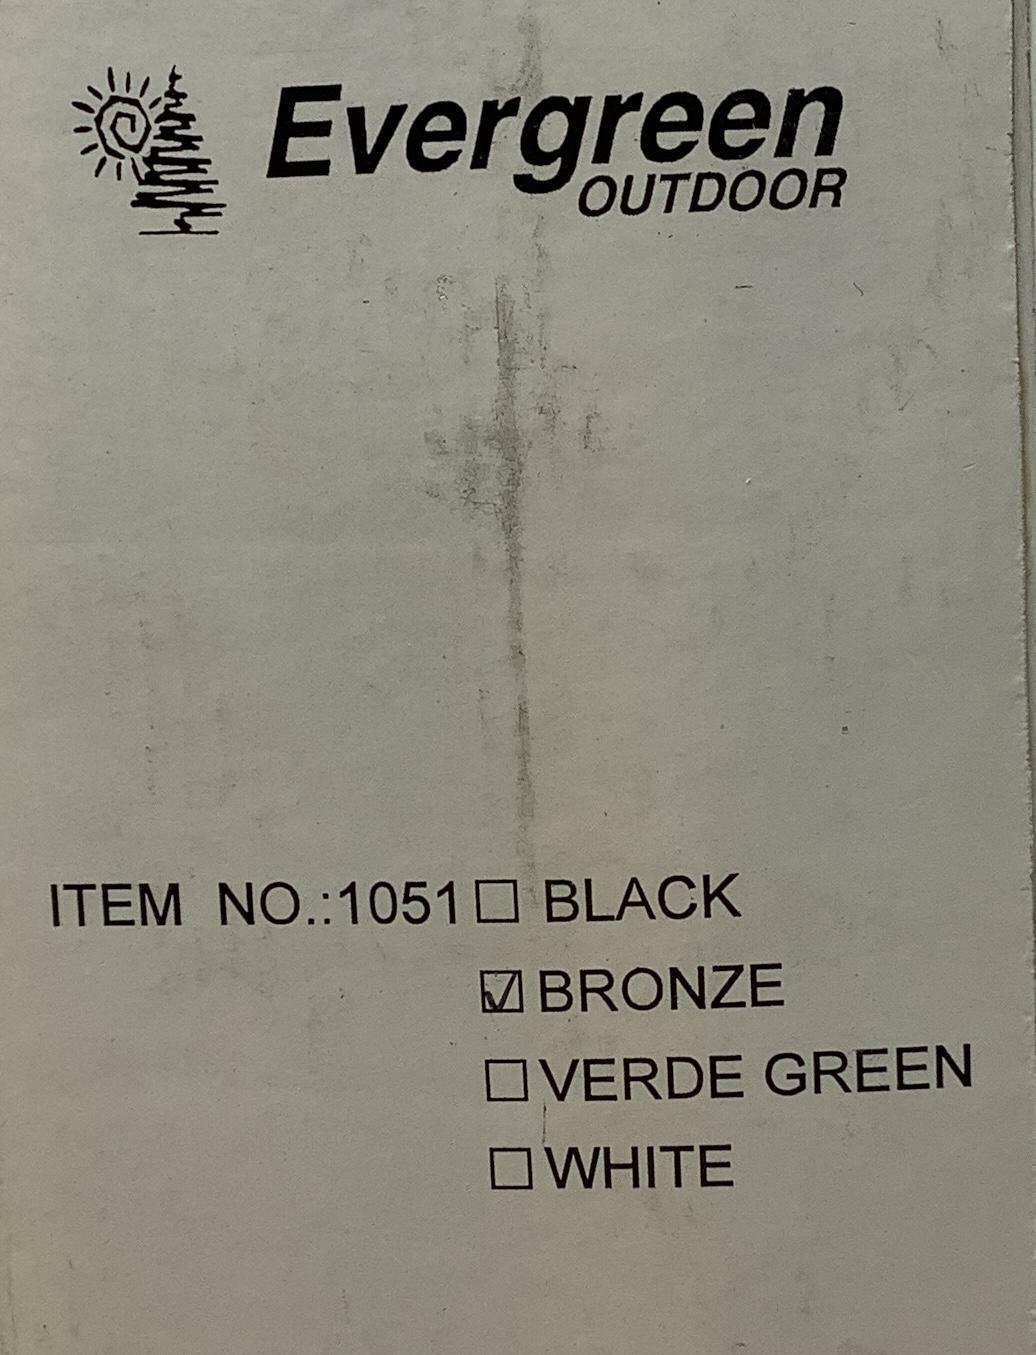 Evergreen
OUTDOOR
ITEM NO.:1051☐ BLACK
☑ BRONZE
☐ VERDE GREEN
☐ WHITE